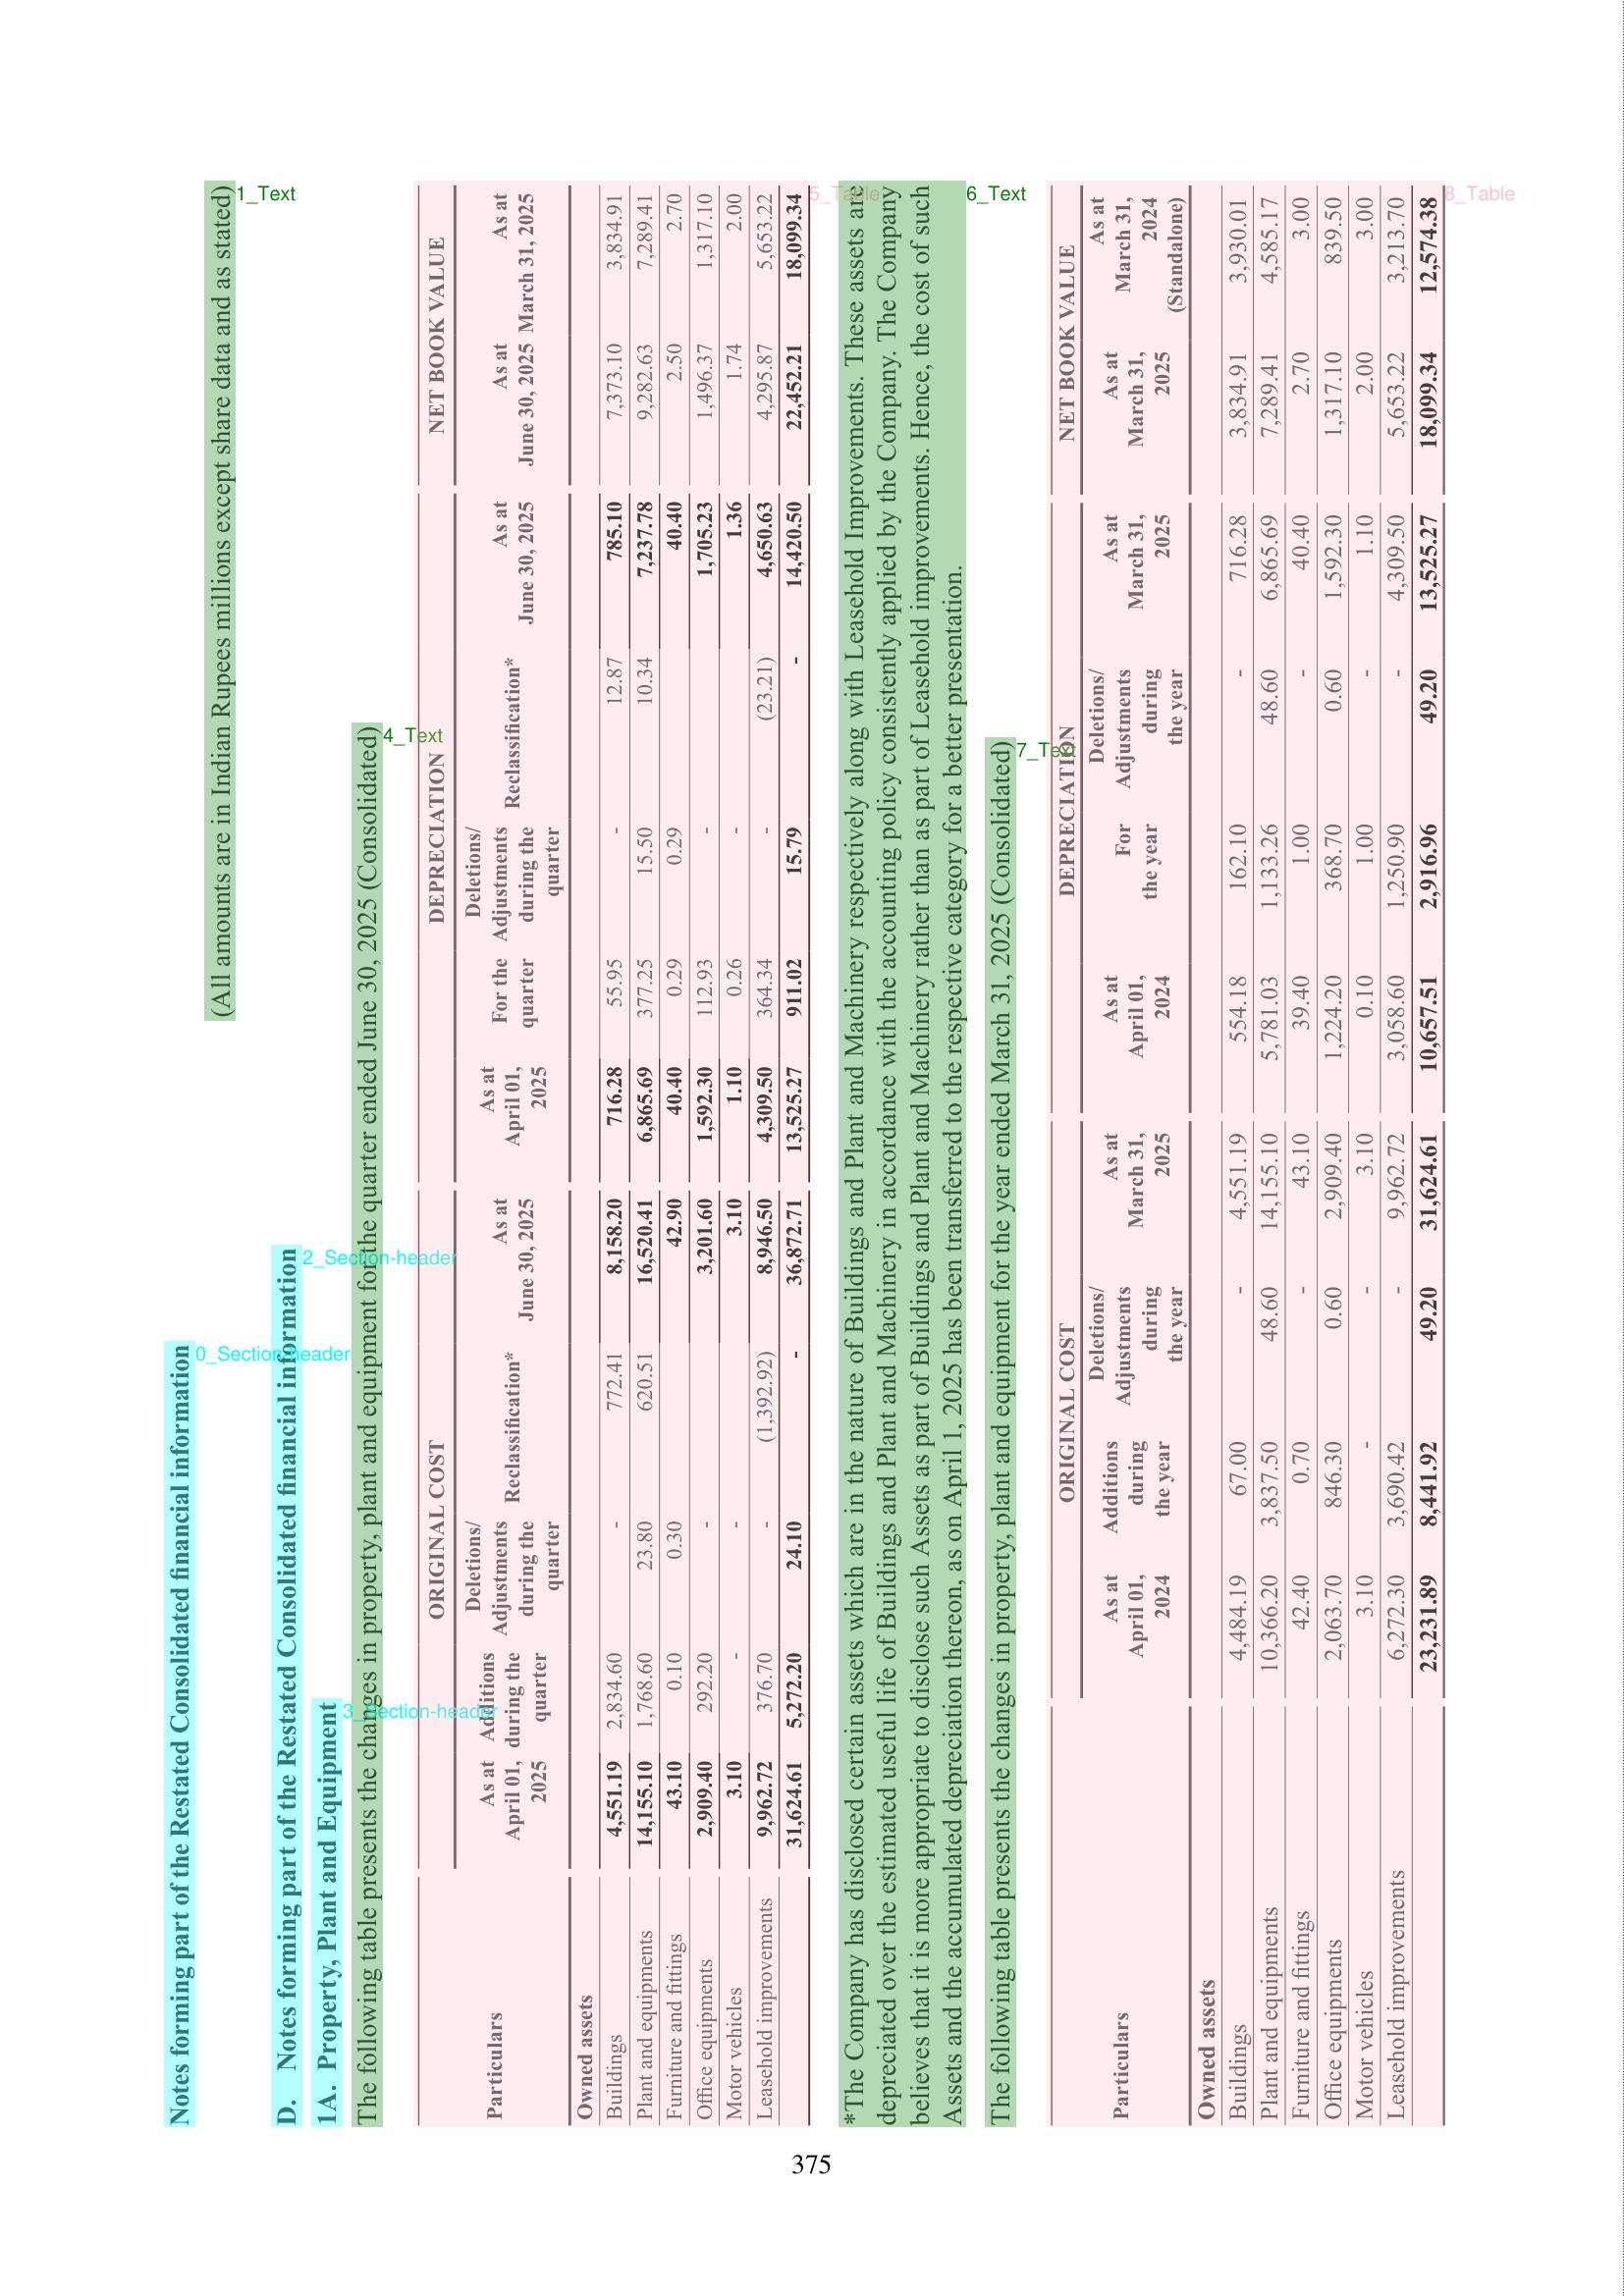 Notes forming part of the Restated Consolidated financial information
0_Section-header
(All amounts are in Indian Rupees millions except share data and as stated)
1_Text
D. Notes forming part of the Restated Consolidated financial information
2_Section-header
1A. Property, Plant and Equipment
3_Section-header
The following table presents the changes in property, plant and equipment for the quarter ended June 30, 2025 (Consolidated)
4_Text
ORIGINAL COST DEPRECIATION NET BOOK VALUE
Particulars As at April 01, 2025 Additions during the quarter Deletions/ Adjustments during the quarter Reclassification* As at June 30, 2025 As at April 01, 2025 For the quarter Deletions/ Adjustments during the quarter Reclassification* As at June 30, 2025 As at June 30, 2025 As at March 31, 2025
Owned assets
Buildings 4,551.19 2,834.60 - 772.41 8,158.20 716.28 55.95 - 12.87 785.10 7,373.10 3,834.91
Plant and equipments 14,155.10 1,768.60 23.80 620.51 16,520.41 6,865.69 377.25 15.50 10.34 7,237.78 9,282.63 7,289.41
Furniture and fittings 43.10 0.10 0.30 42.90 40.40 0.29 0.29 40.40 2.50 2.70
Office equipments 2,909.40 292.20 - 3,201.60 1,592.30 112.93 - 1,705.23 1,496.37 1,317.10
Motor vehicles 3.10 - - 3.10 1.10 0.26 - 1.36 1.74 2.00
Leasehold improvements 9,962.72 376.70 - (1,392.92) 8,946.50 4,309.50 364.34 - (23.21) 4,650.63 4,295.87 5,653.22
31,624.61 5,272.20 24.10 - 36,872.71 13,525.27 911.02 15.79 - 14,420.50 22,452.21 18,099.34
5_Table
*The Company has disclosed certain assets which are in the nature of Buildings and Plant and Machinery respectively along with Leasehold Improvements. These assets are
depreciated over the estimated useful life of Buildings and Plant and Machinery in accordance with the accounting policy consistently applied by the Company. The Company
believes that it is more appropriate to disclose such Assets as part of Buildings and Plant and Machinery rather than as part of Leasehold improvements. Hence, the cost of such
Assets and the accumulated depreciation thereon, as on April 1, 2025 has been transferred to the respective category for a better presentation.
6_Text
The following table presents the changes in property, plant and equipment for the year ended March 31, 2025 (Consolidated)
7_Text
ORIGINAL COST DEPRECIATION NET BOOK VALUE
Particulars As at April 01, 2024 Additions during the year Deletions/ Adjustments during the year As at March 31, 2025 As at April 01, 2024 For the year Deletions/ Adjustments during the year As at March 31, 2025 As at March 31, 2025 As at March 31, 2024 (Standalone)
Owned assets
Buildings 4,484.19 67.00 - 4,551.19 554.18 162.10 - 716.28 3,834.91 3,930.01
Plant and equipments 10,366.20 3,837.50 48.60 14,155.10 5,781.03 1,133.26 48.60 6,865.69 7,289.41 4,585.17
Furniture and fittings 42.40 0.70 - 43.10 39.40 1.00 - 40.40 2.70 3.00
Office equipments 2,063.70 846.30 0.60 2,909.40 1,224.20 368.70 0.60 1,592.30 1,317.10 839.50
Motor vehicles 3.10 - - 3.10 0.10 1.00 - 1.10 2.00 3.00
Leasehold improvements 6,272.30 3,690.42 - 9,962.72 3,058.60 1,250.90 - 4,309.50 5,653.22 3,213.70
23,231.89 8,441.92 49.20 31,624.61 10,657.51 2,916.96 49.20 13,525.27 18,099.34 12,574.38
8_Table
375